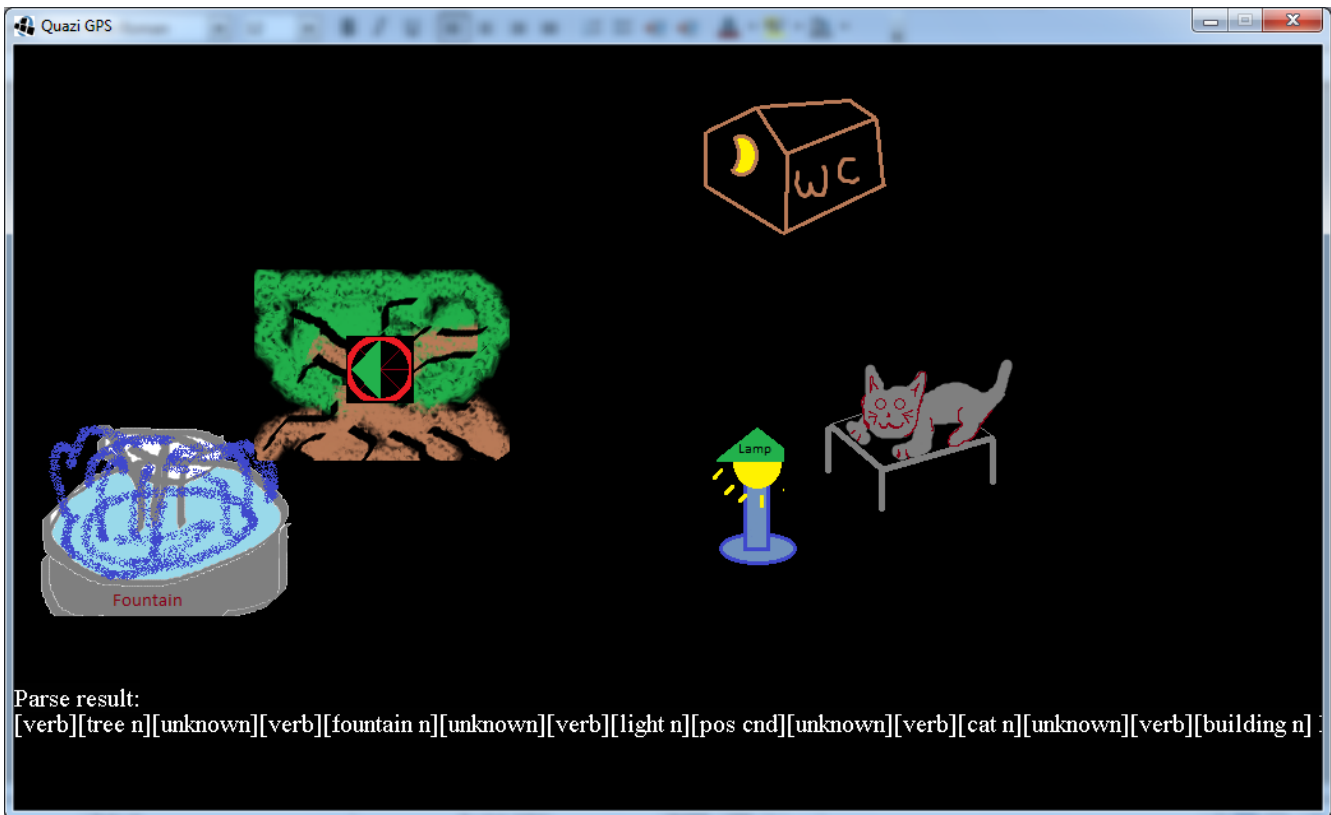 Quazi GPS
WC
Lamp
Fountain
Parse result:
[verb][tree n][unknown][verb][fountain n][unknown][verb][light n][pos cnd][unknown][verb][cat n][unknown][verb][building n]